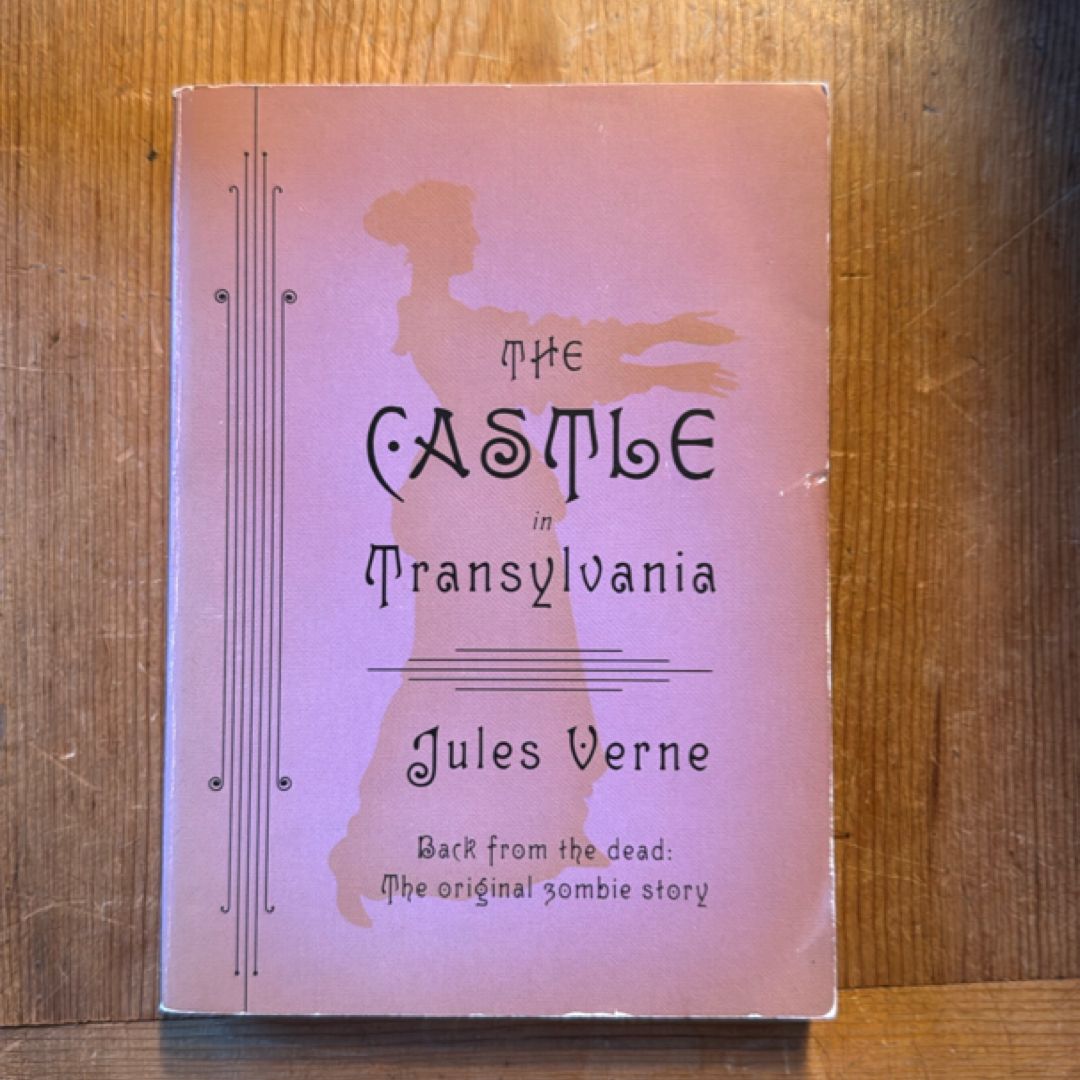 THE
CASTLE
in
Transylvania
Jules Verne
Back from the dead:
The original zombie story